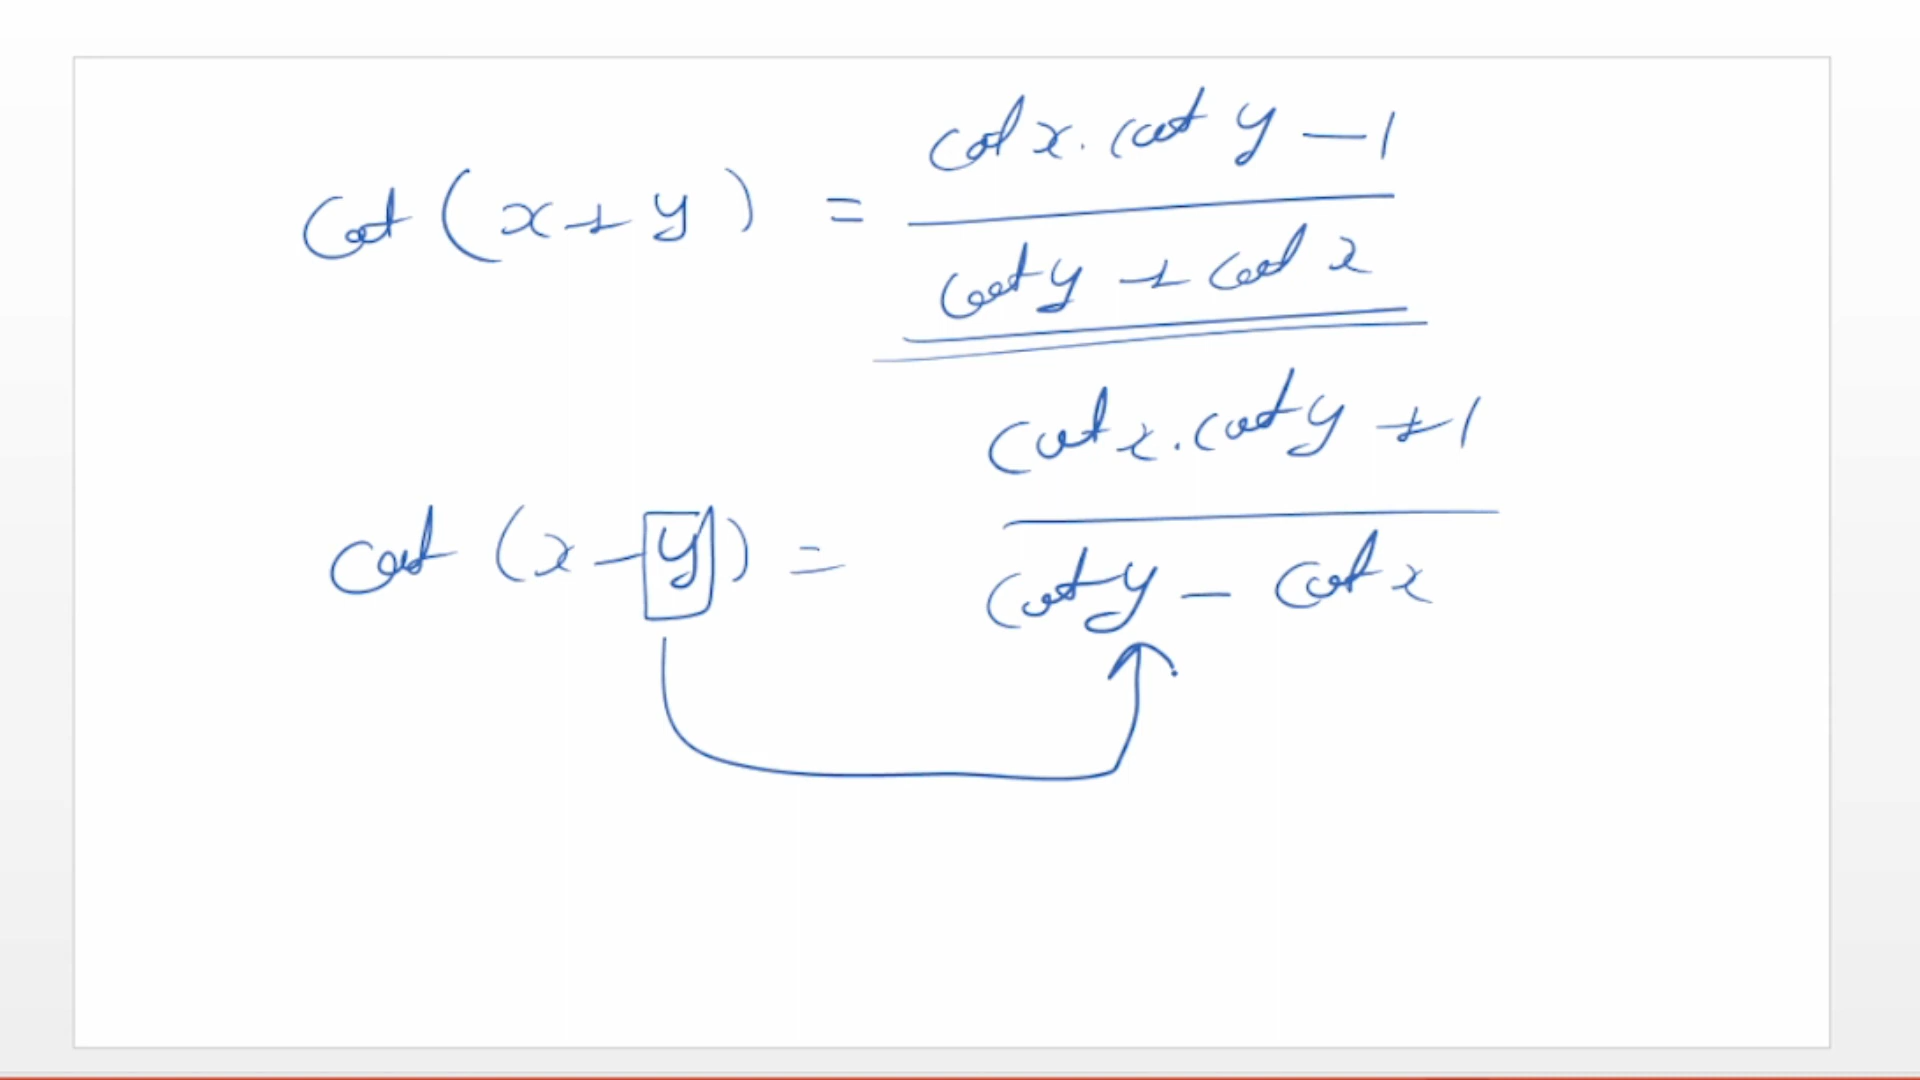 cot (x+y) = cot x . cot y - 1
cot y + cot x
cot x . cot y + 1
cot (x - y) =
cot y - cot x